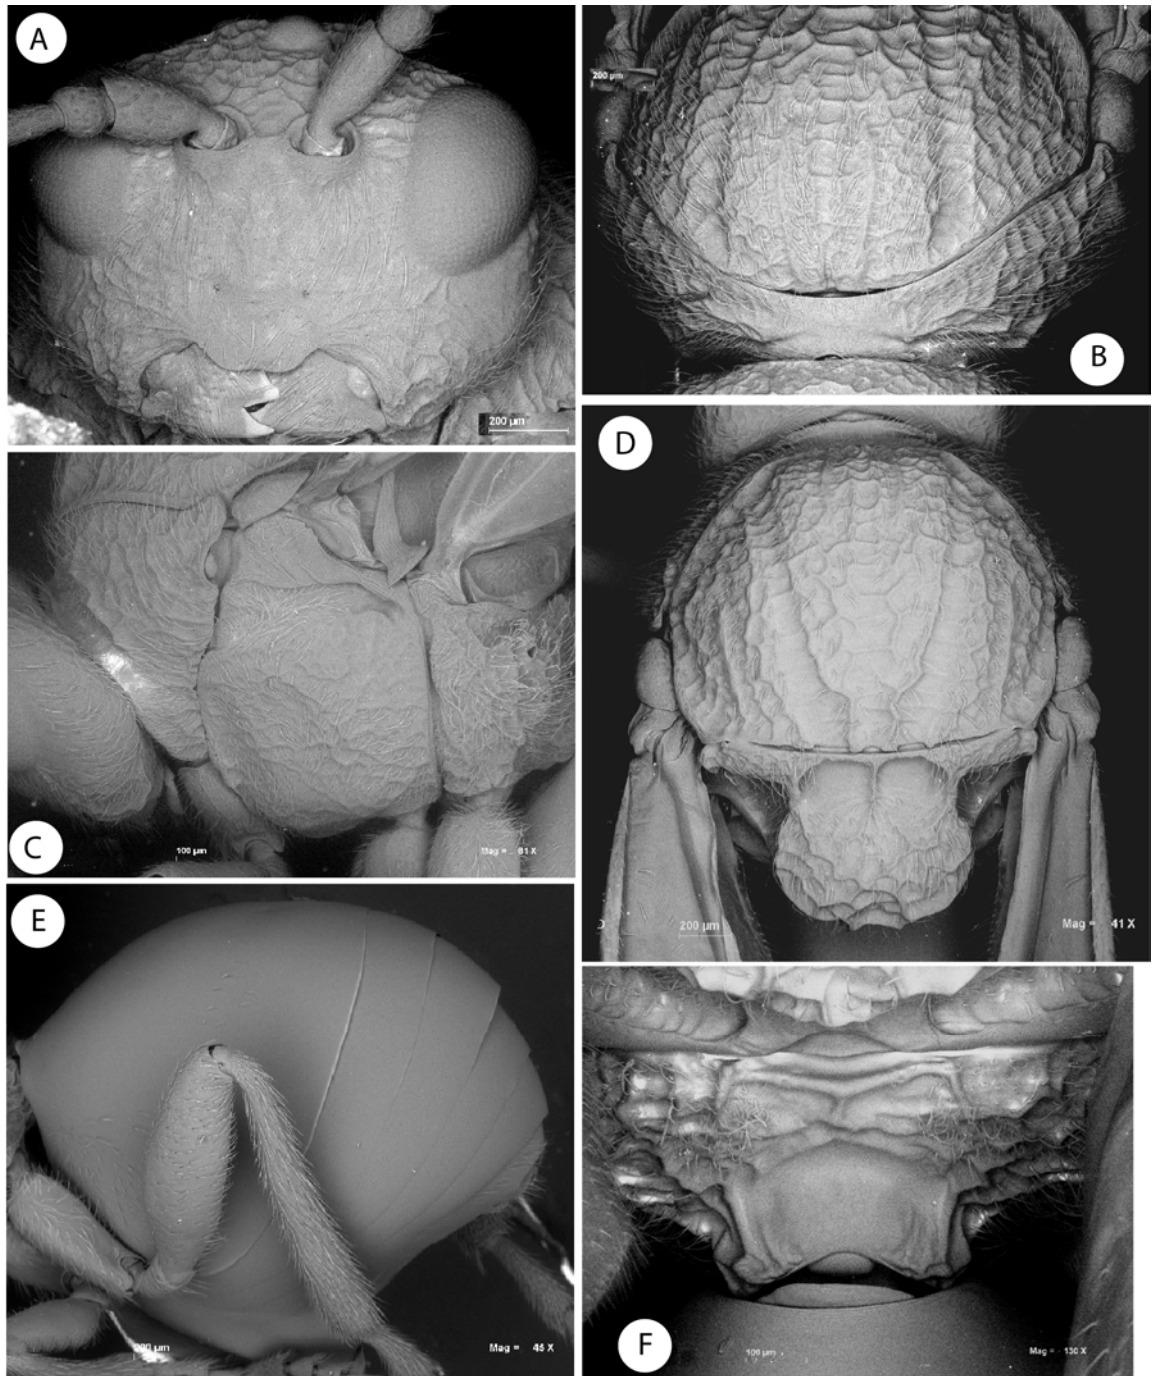 A
200 µm
200 µm
B
C
100 µm
Mag = 81 X
D
200 µm
Mag = 41 X
E
200 µm
Mag = 45 X
F
100 µm
Mag = 130 X